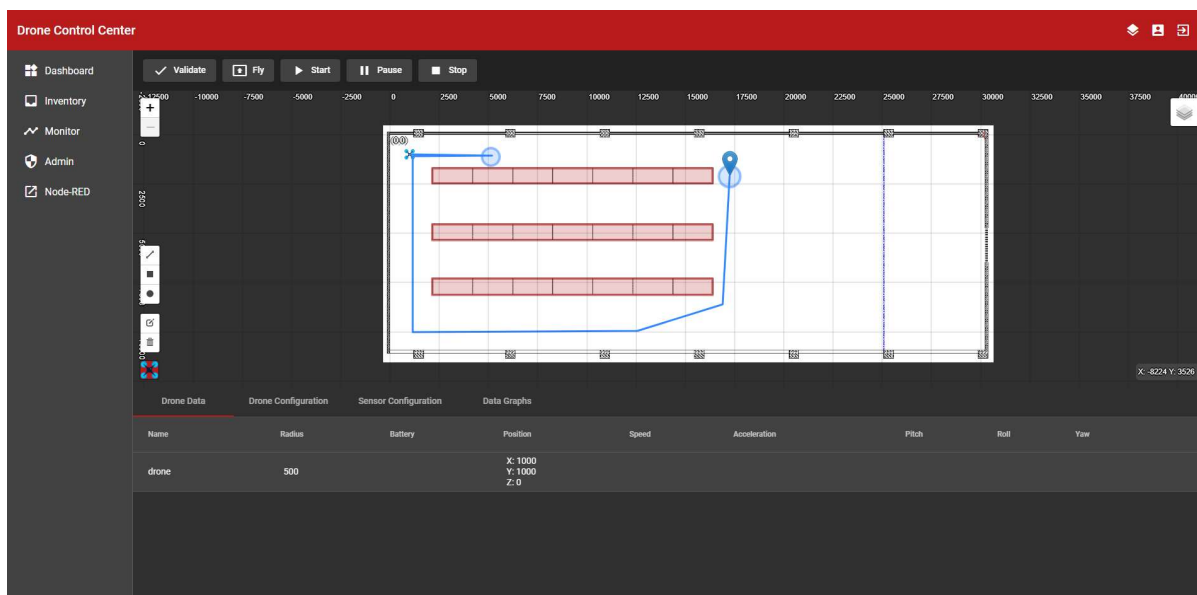 Drone Control Center
Dashboard
Inventory
Monitor
Admin
Node-RED
Validate Fly Start Pause Stop
-10000 -7500 -5000 -2500 0 2500 5000 7500 10000 12500 15000 17500 20000 22500 25000 27500 30000 32500 35000 37500 40000
+
0
2500
(0.0)
X: -8224 Y: 3526
Drone Data Drone Configuration Sensor Configuration Data Graphs
Name Radius Battery Position Speed Acceleration Pitch Roll Yaw
drone 500
X: 1000
Y: 1000
Z: 0